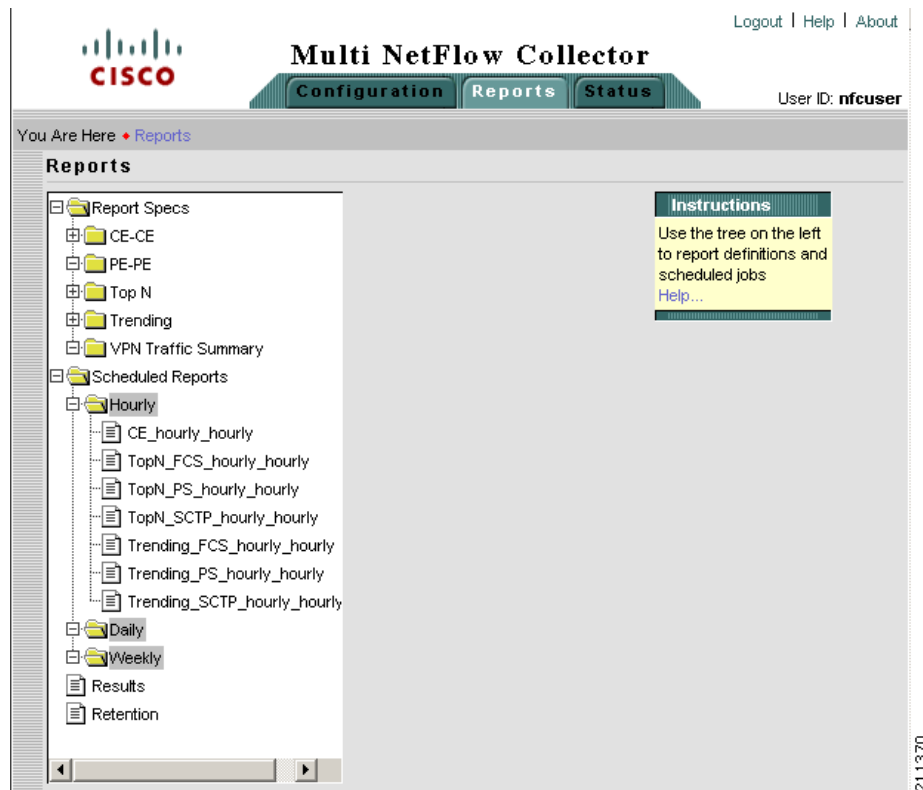 Logout | Help | About
CISCO
Multi NetFlow Collector
Configuration Reports Status
User ID: nfcuser
You Are Here ♦ Reports
Reports
Report Specs
CE-CE
PE-PE
Top N
Trending
VPN Traffic Summary
Scheduled Reports
Hourly
CE_hourly_hourly
TopN_FCS_hourly_hourly
TopN_PS_hourly_hourly
TopN_SCTP_hourly_hourly
Trending_FCS_hourly_hourly
Trending_PS_hourly_hourly
Trending_SCTP_hourly_hourly
Daily
Weekly
Results
Retention
Instructions
Use the tree on the left
to report definitions and
scheduled jobs
Help...
211370